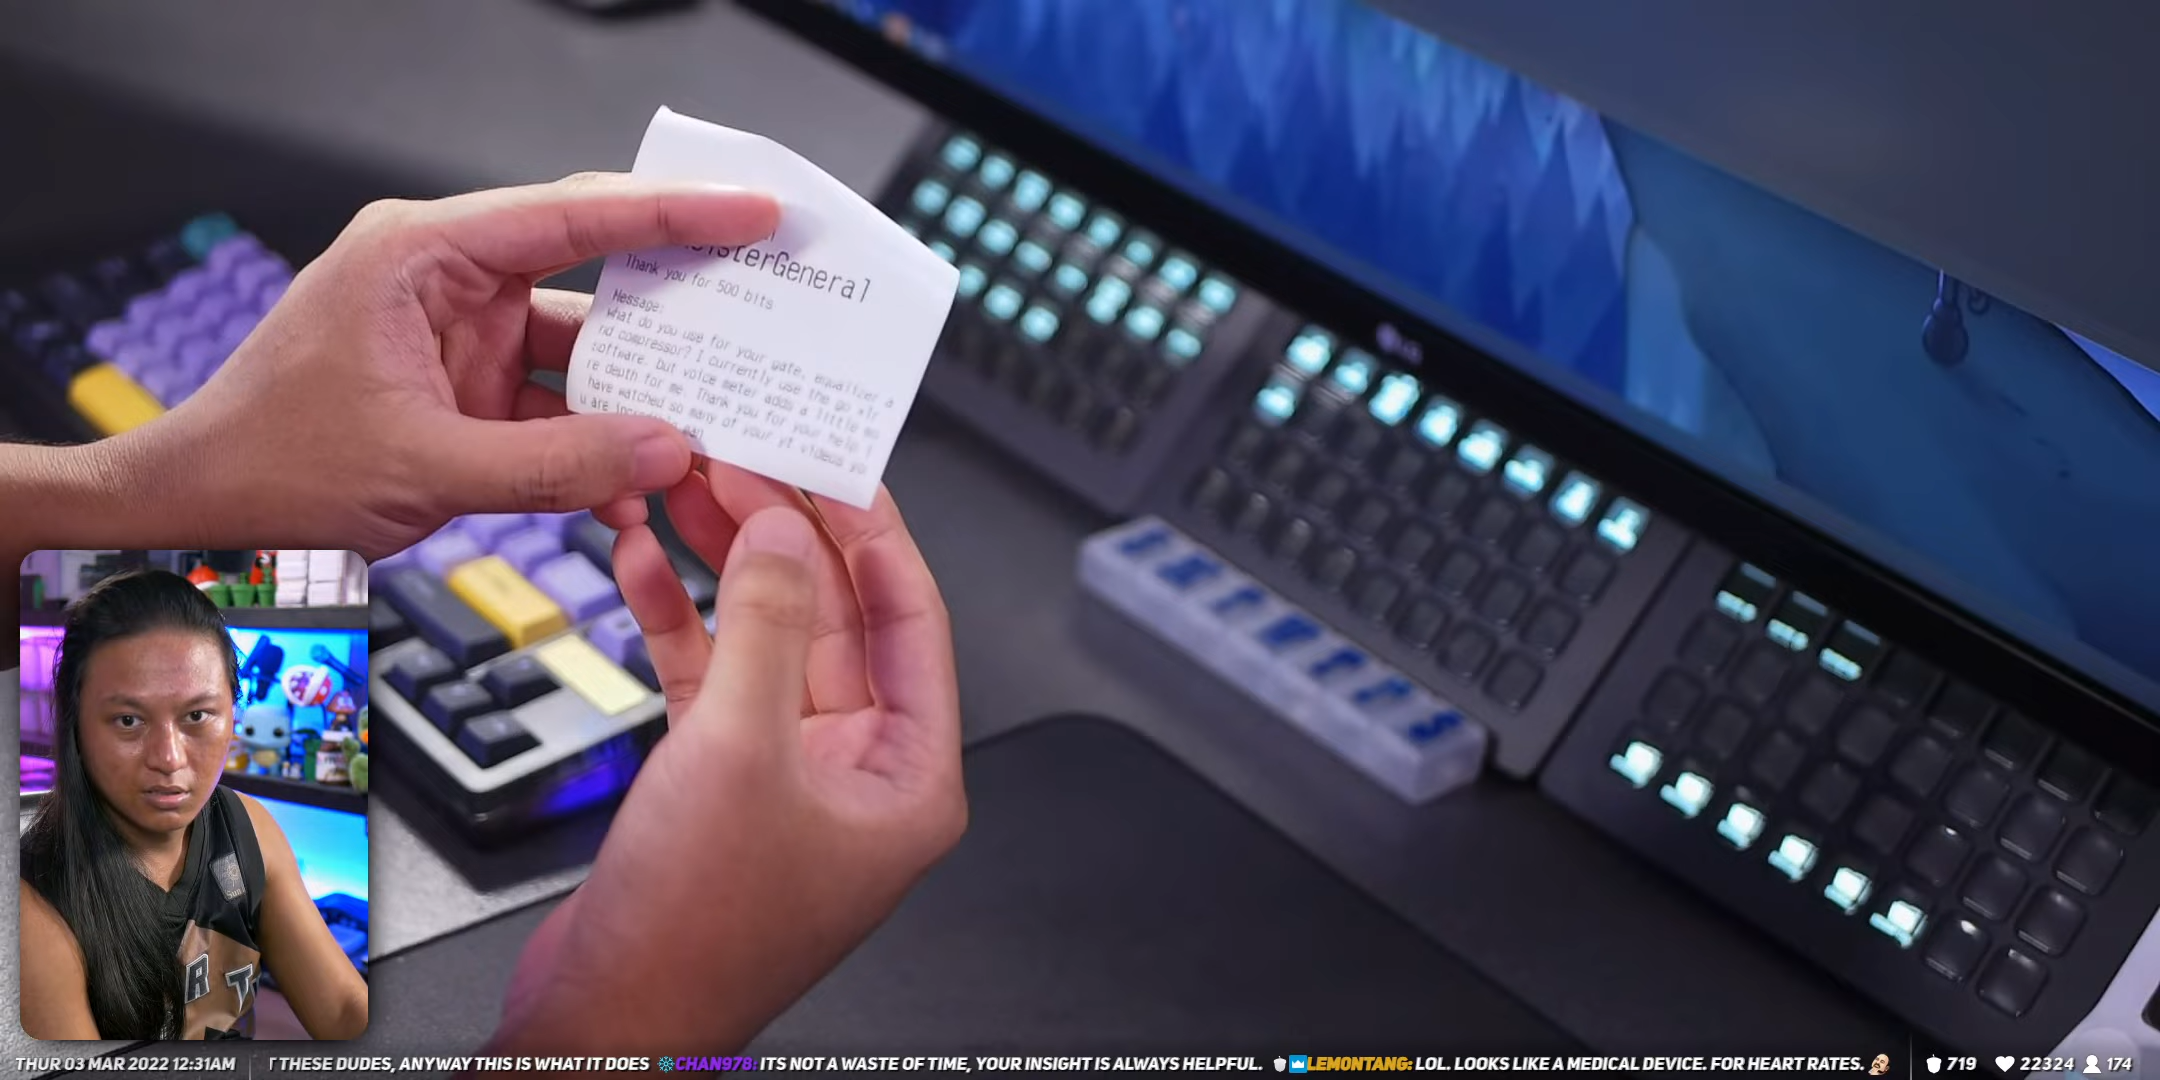 sterGeneral
Thank you for 500 bits
Message:
what do you use for your gate, equalizer a
nd compressor? I currently use the go xlr
software, but voice meter adds a little mo
re depth for me. Thank you for your help I
have watched so many of your yt videos yo
u are
LG
R T
THUR 03 MAR 2022 12:31AM
THESE DUDES, ANYWAY THIS IS WHAT IT DOES CHAN978: ITS NOT A WASTE OF TIME, YOUR INSIGHT IS ALWAYS HELPFUL. LEMONTANG: LOL. LOOKS LIKE A MEDICAL DEVICE. FOR HEART RATES. 719 22324 174